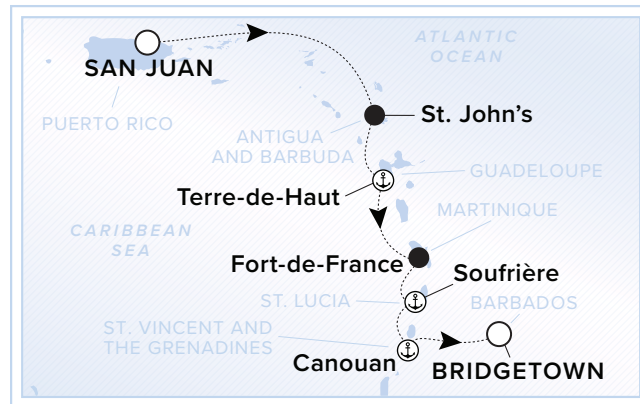 ATLANTIC
OCEAN
SAN JUAN
PUERTO RICO
St. John's
ANTIGUA
AND BARBUDA
GUADELOUPE
Terre-de-Haut
MARTINIQUE
CARIBBEAN
SEA
Fort-de-France
Soufrière
ST. LUCIA
BARBADOS
ST. VINCENT AND
THE GRENADINES
Canouan
BRIDGETOWN